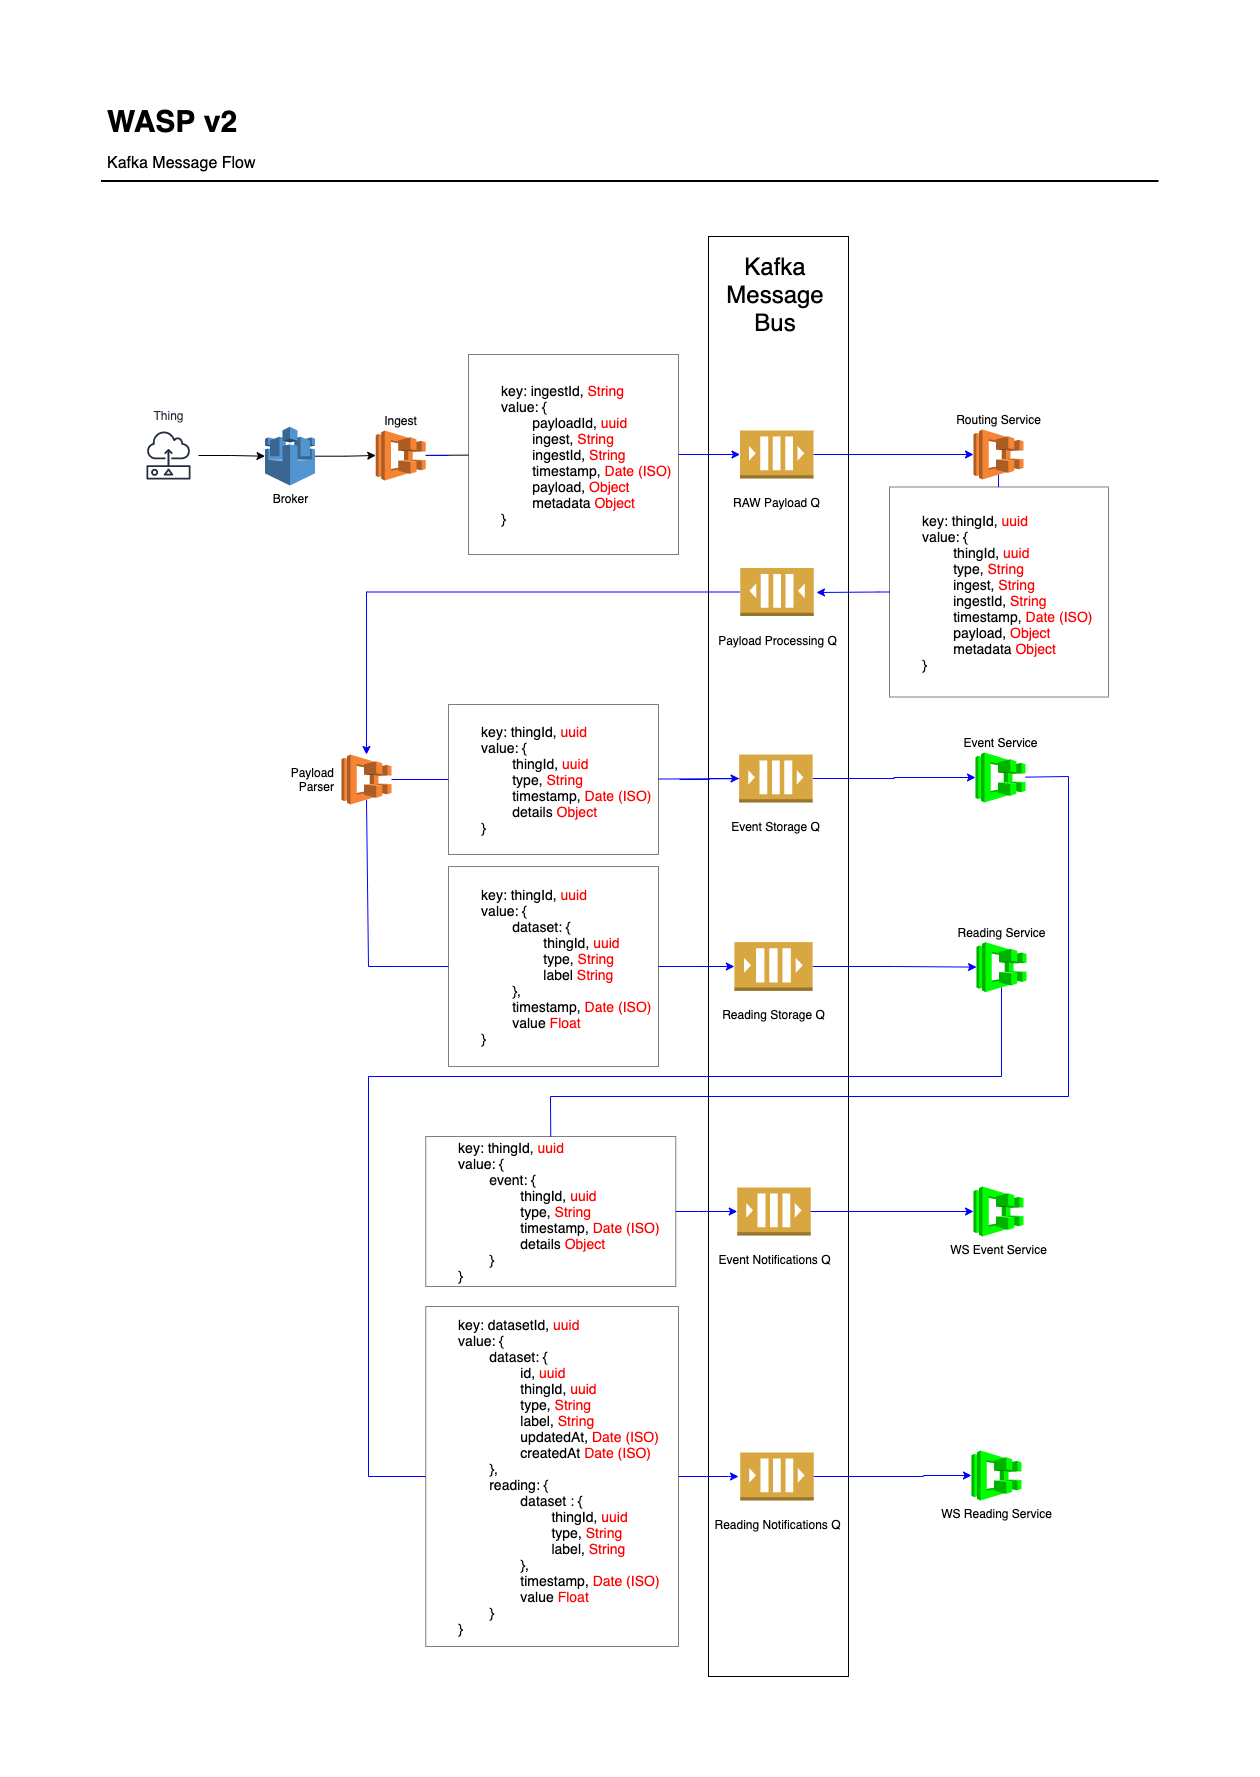 WASP v2
Kafka Message Flow
Kafka
Message
Bus
Thing
Broker
Ingest
key: ingestId, String
value: {
payloadId, uuid
ingest, String
ingestId, String
timestamp, Date (ISO)
payload, Object
metadata Object
}
RAW Payload Q
Routing Service
key: thingId, uuid
value: {
thingId, uuid
type, String
ingest, String
ingestId, String
timestamp, Date (ISO)
payload, Object
metadata Object
}
Payload Processing Q
Payload
Parser
key: thingId, uuid
value: {
thingId, uuid
type, String
timestamp, Date (ISO)
details Object
}
Event Storage Q
Event Service
key: thingId, uuid
value: {
dataset: {
thingId, uuid
type, String
label String
},
timestamp, Date (ISO)
value Float
}
Reading Storage Q
Reading Service
key: thingId, uuid
value: {
event: {
thingId, uuid
type, String
timestamp, Date (ISO)
details Object
}
}
Event Notifications Q
WS Event Service
key: datasetId, uuid
value: {
dataset: {
id, uuid
thingId, uuid
type, String
label, String
updatedAt, Date (ISO)
createdAt Date (ISO)
},
reading: {
dataset : {
thingId, uuid
type, String
label, String
},
timestamp, Date (ISO)
value Float
}
}
Reading Notifications Q
WS Reading Service